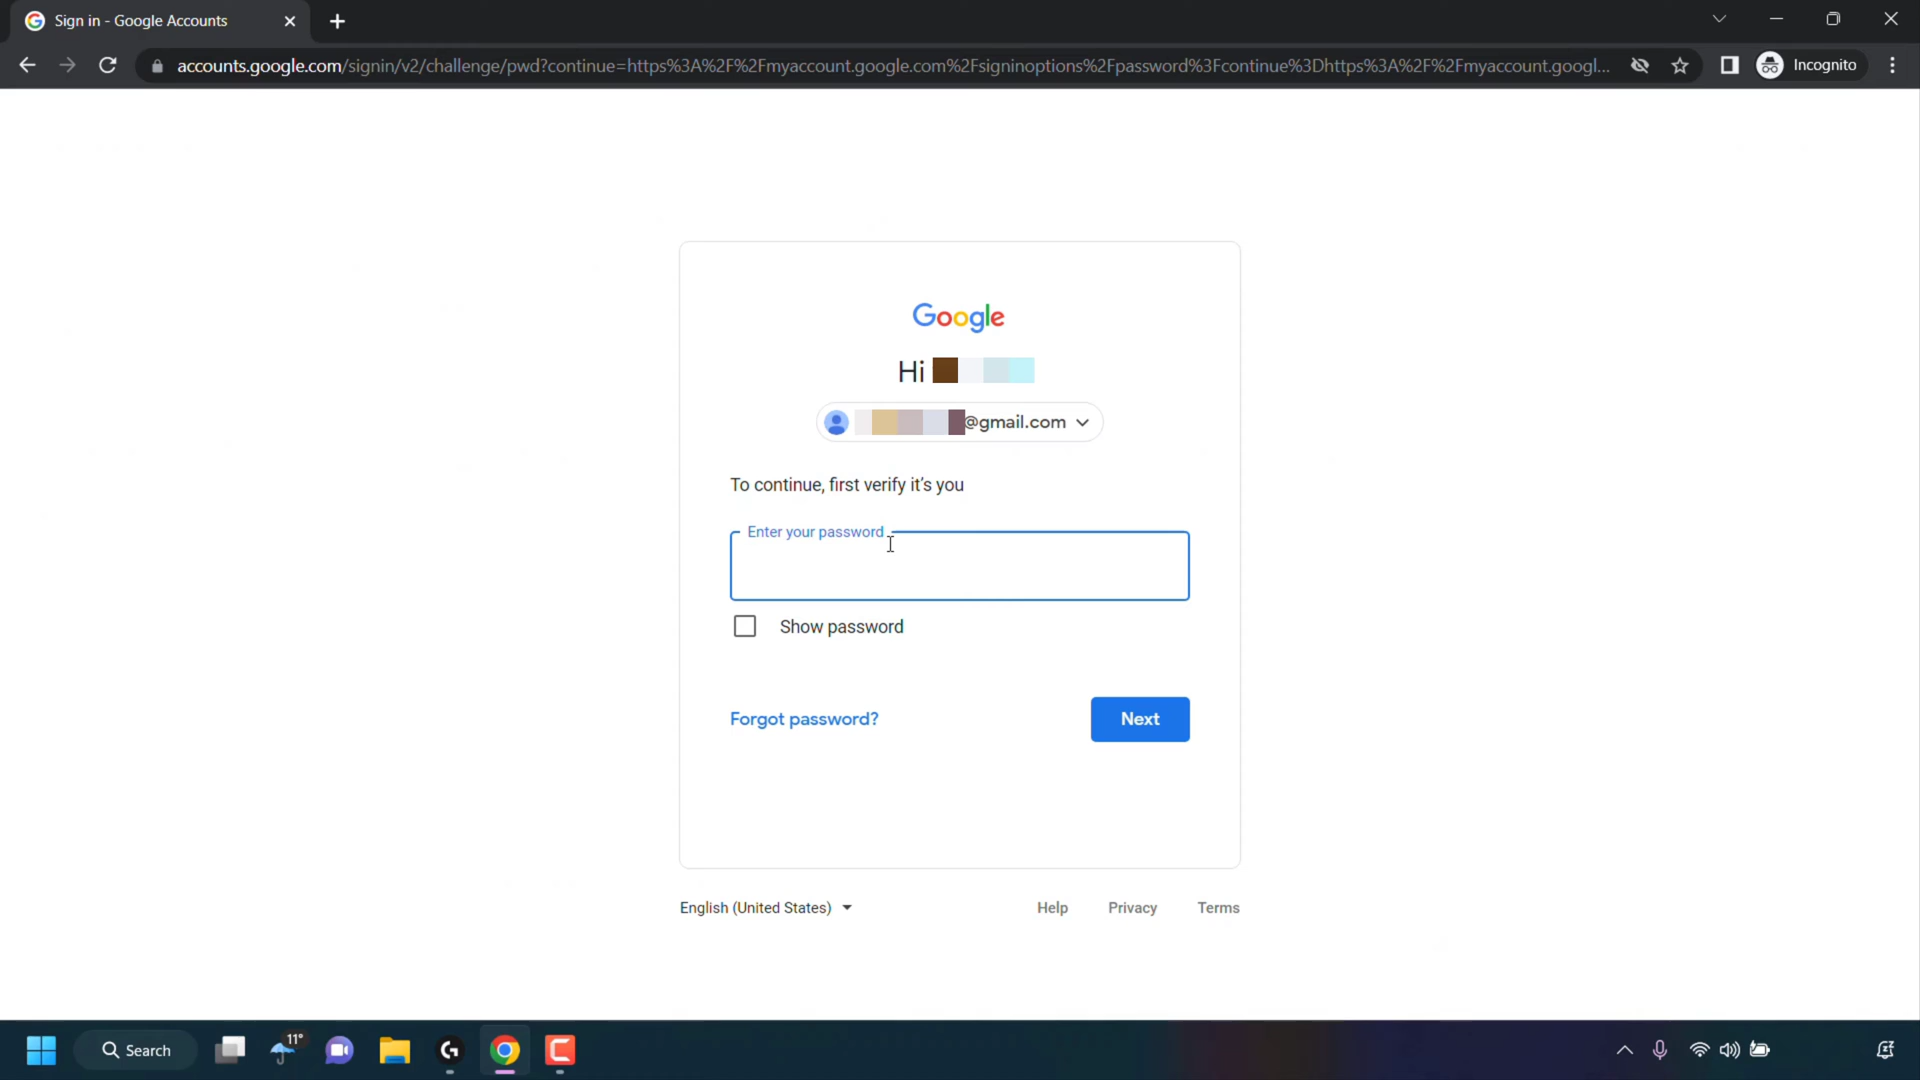 Sign in - Google Accounts
accounts.google.com/signin/v2/challenge/pwd?continue=https%3A%2F%2Fmyaccount.google.com%2Fsigninoptions%2Fpassword%3Fcontinue%3Dhttps%3A%2F%2Fmyaccount.googl...
Incognito
Google
Hi
@gmail.com
To continue, first verify it's you
Enter your password
Show password
Forgot password?
Next
English (United States)
Help
Privacy
Terms
Search
11°